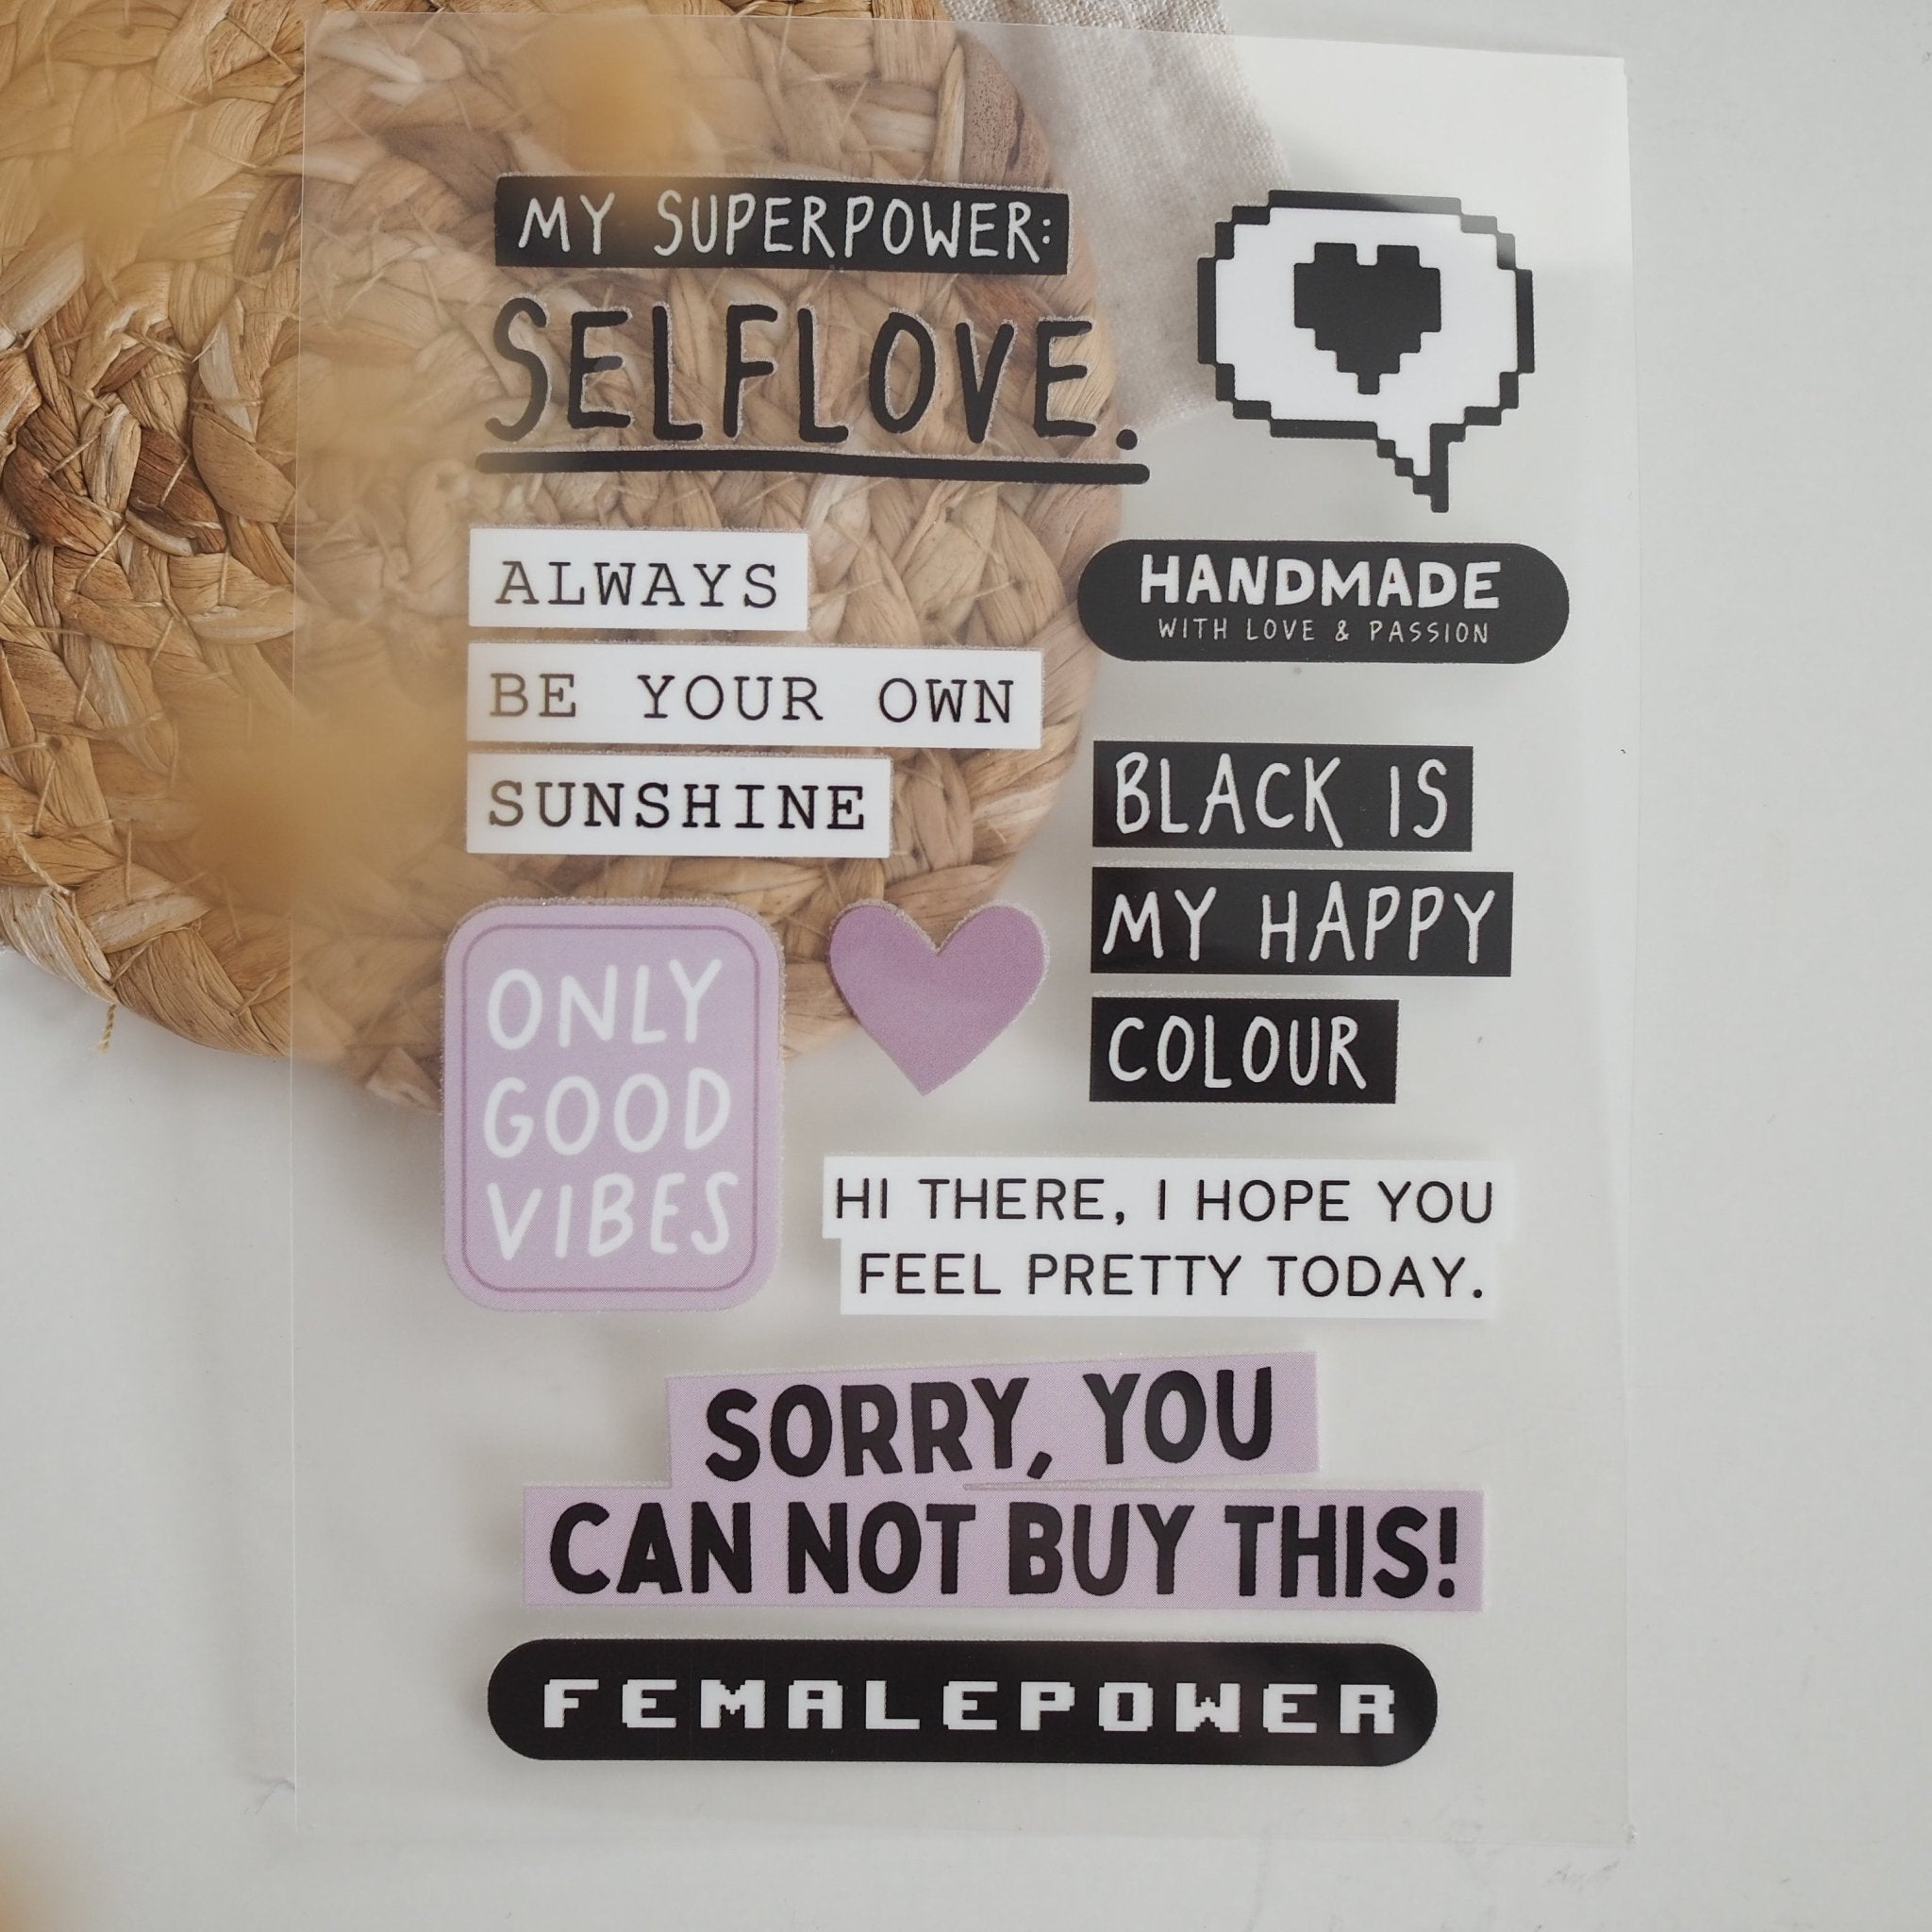 MY SUPERPOWER:
SELFLOVE.
ALWAYS
BE YOUR OWN
SUNSHINE
HANDMADE
WITH LOVE & PASSION
BLACK IS
MY HAPPY
COLOUR
ONLY
GOOD
VIBES
HI THERE, I HOPE YOU
FEEL PRETTY TODAY.
SORRY, YOU
CAN NOT BUY THIS!
FEMALEPOWER